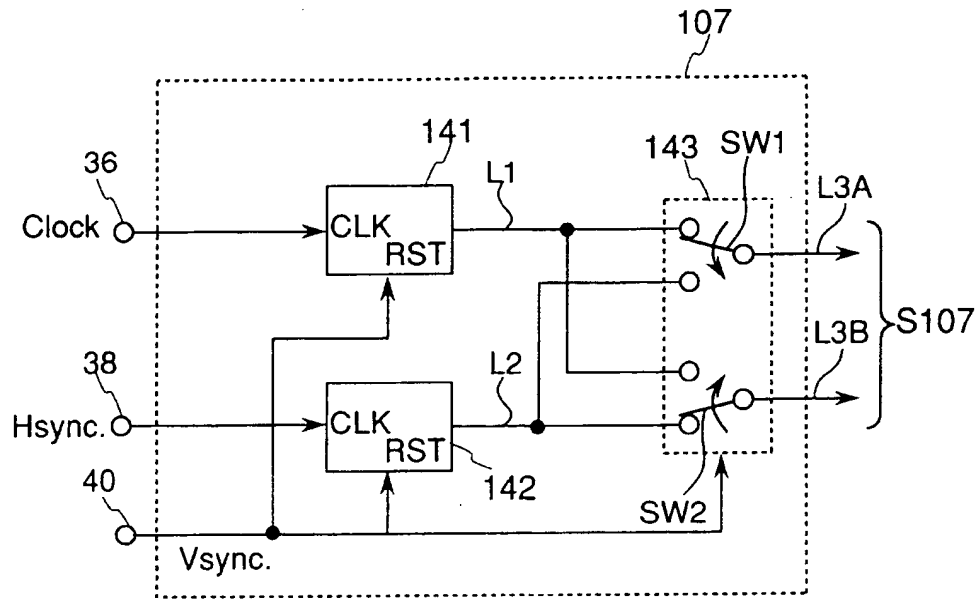 107
141
143
SW1
36
L1
L3A
Clock
CLK
RST
S107
38
L2
L3B
Hsync.
CLK
RST
40
142
SW2
Vsync.